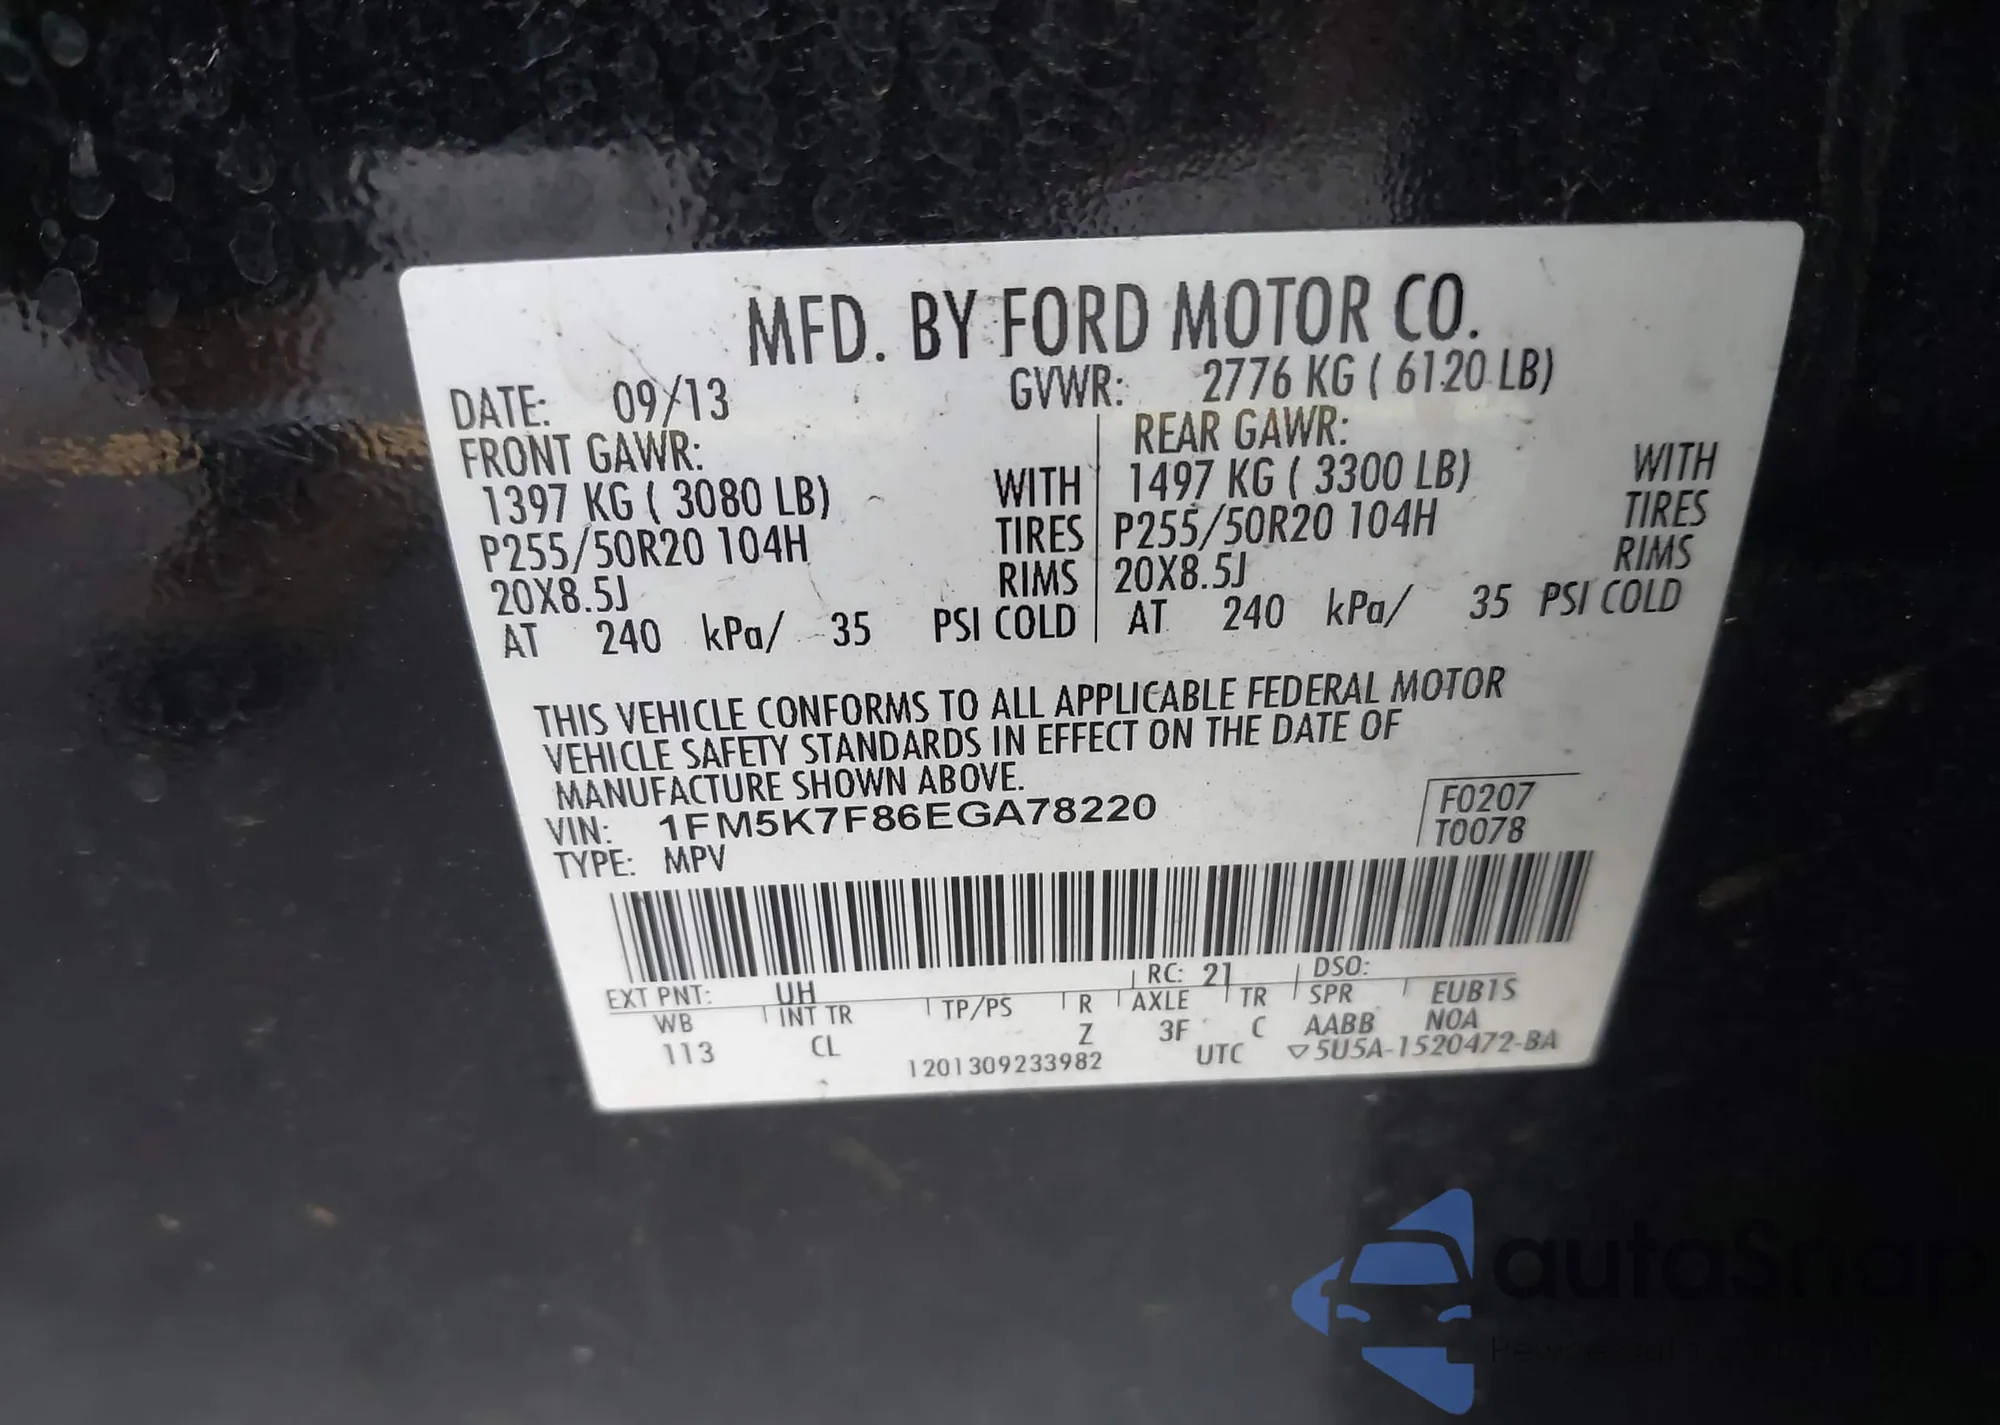 MFD. BY FORD MOTOR CO.
DATE: 09/13 GVWR: 2776 KG ( 6120 LB)
FRONT GAWR: REAR GAWR:
1397 KG ( 3080 LB) WITH 1497 KG ( 3300 LB) WITH
P255/50R20 104H TIRES P255/50R20 104H TIRES
20X8.5J RIMS 20X8.5J RIMS
AT 240 kPa/ 35 PSI COLD AT 240 kPa/ 35 PSI COLD
THIS VEHICLE CONFORMS TO ALL APPLICABLE FEDERAL MOTOR
VEHICLE SAFETY STANDARDS IN EFFECT ON THE DATE OF
MANUFACTURE SHOWN ABOVE.
VIN: 1FM5K7F86EGA78220 F0207
TYPE: MPV T0078
EXT PNT: UH RC: 21 DSO:
WB INT TR TP/PS R AXLE TR SPR EUB1S
113 CL Z 3F C AABB N0A
1201309233982 UTC ▽5U5A-1520472-BA
autaSnap